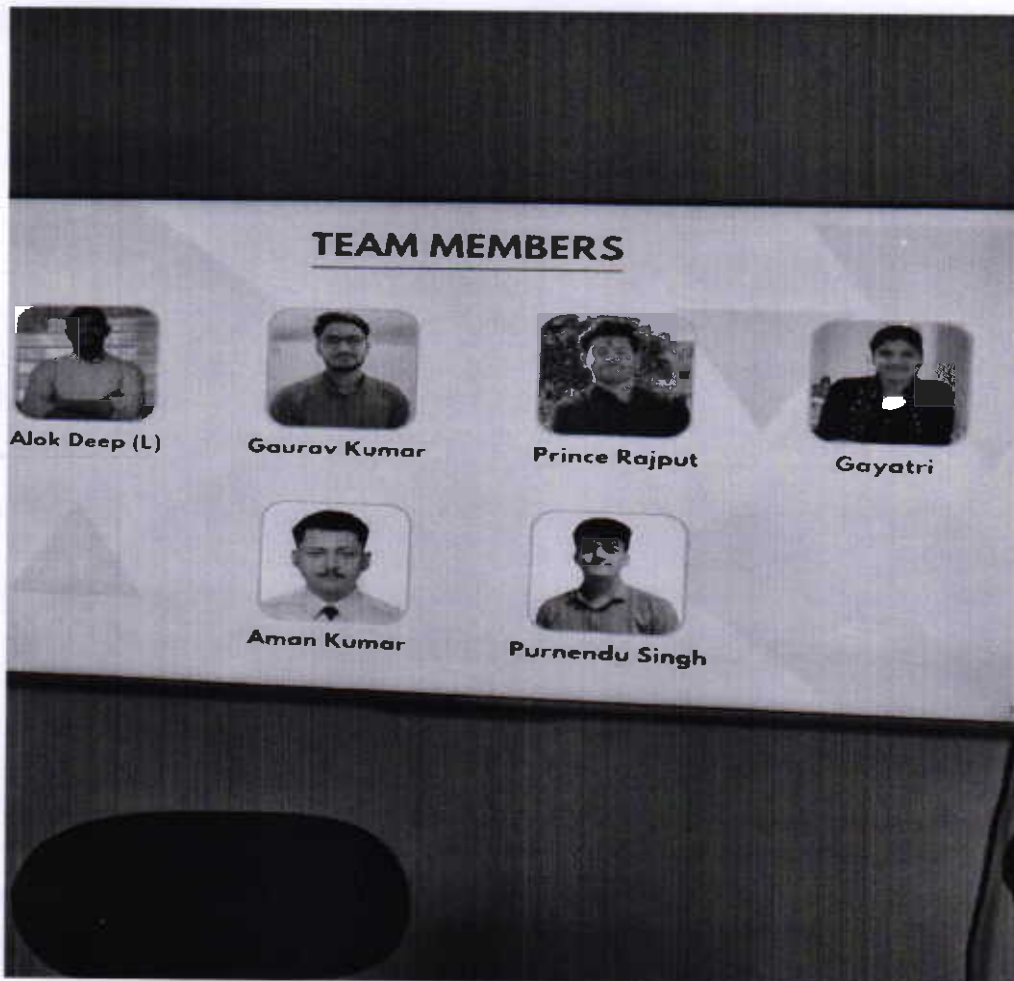 TEAM MEMBERS
Alok Deep (L)
Gaurav Kumar
Prince Rajput
Gayatri
Aman Kumar
Purnendu Singh